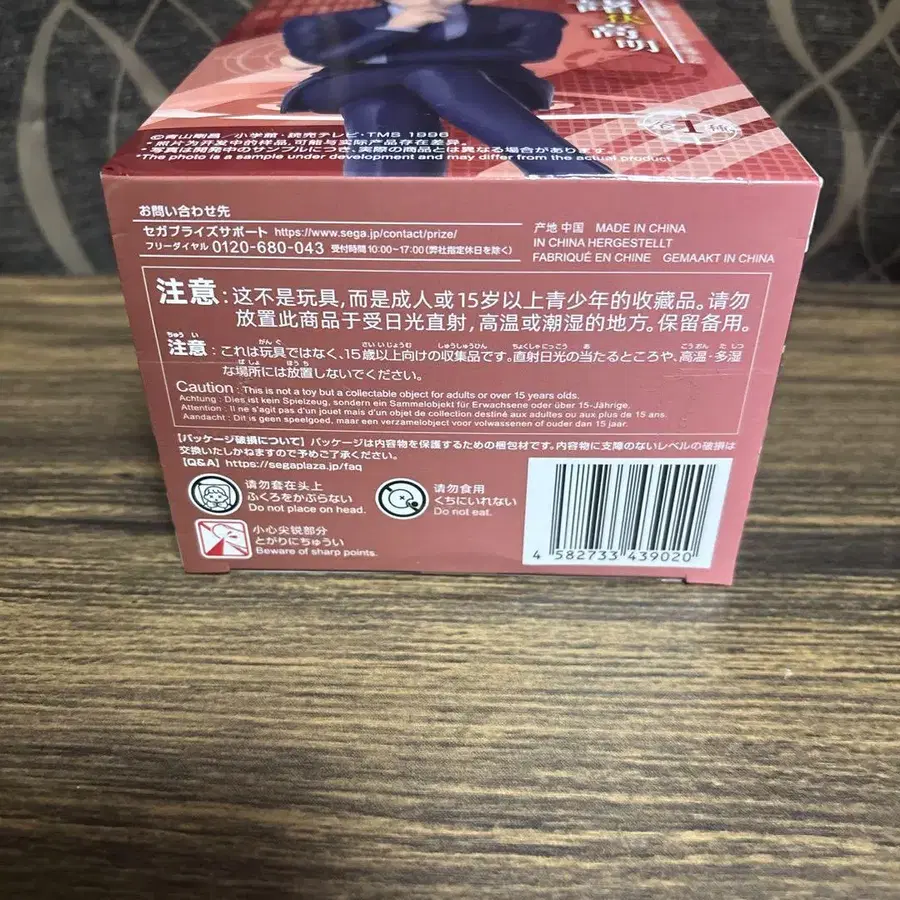 諸伏高明
全1種
©青山剛昌／小学館・読売テレビ・TMS 1996
*照片为开发中的样品,可能与实际产品存在差异。
*写真は開発中のサンプルにつき、実際の商品とは異なる場合があります。
*The photo is a sample under development and may differ from the actual product.
お問い合わせ先
セガプライズサポート https://www.sega.jp/contact/prize/
フリーダイヤル 0120-680-043 受付時間 10:00~17:00 (弊社指定休日を除く)
产地 中国 MADE IN CHINA
IN CHINA HERGESTELLT
FABRIQUÉ EN CHINE GEMAAKT IN CHINA
注意:这不是玩具,而是成人或15岁以上青少年的收藏品。请勿
放置此商品于受日光直射,高温或潮湿的地方。保留备用。
注意:これは玩具ではなく、15歳以上向けの収集品です。直射日光の当たるところや、高温・多湿
な場所には放置しないでください。
Caution : This is not a toy but a collectable object for adults or over 15 years olds.
Achtung : Dies ist kein Spielzeug, sondern ein Sammelobjekt für Erwachsene oder über 15-Jährige.
Attention : Il ne s'agit pas d'un jouet mais d'un objet de collection destiné aux adultes ou aux plus de 15 ans.
Aandacht : Dit is geen speelgoed, maar een verzamelobject voor volwassenen of ouder dan 15 jaar.
【パッケージ破損について】パッケージは内容物を保護するための梱包材です。内容物に支障のないレベルの破損は
交換いたしかねますので予めご了承ください。
【Q&A】https://segaplaza.jp/faq
请勿套在头上
ふくろをかぶらない
Do not place on head.
请勿食用
くちにいれない
Do not eat.
小心尖锐部分
とがりにちゅうい
Beware of sharp points.
4 582733 439020